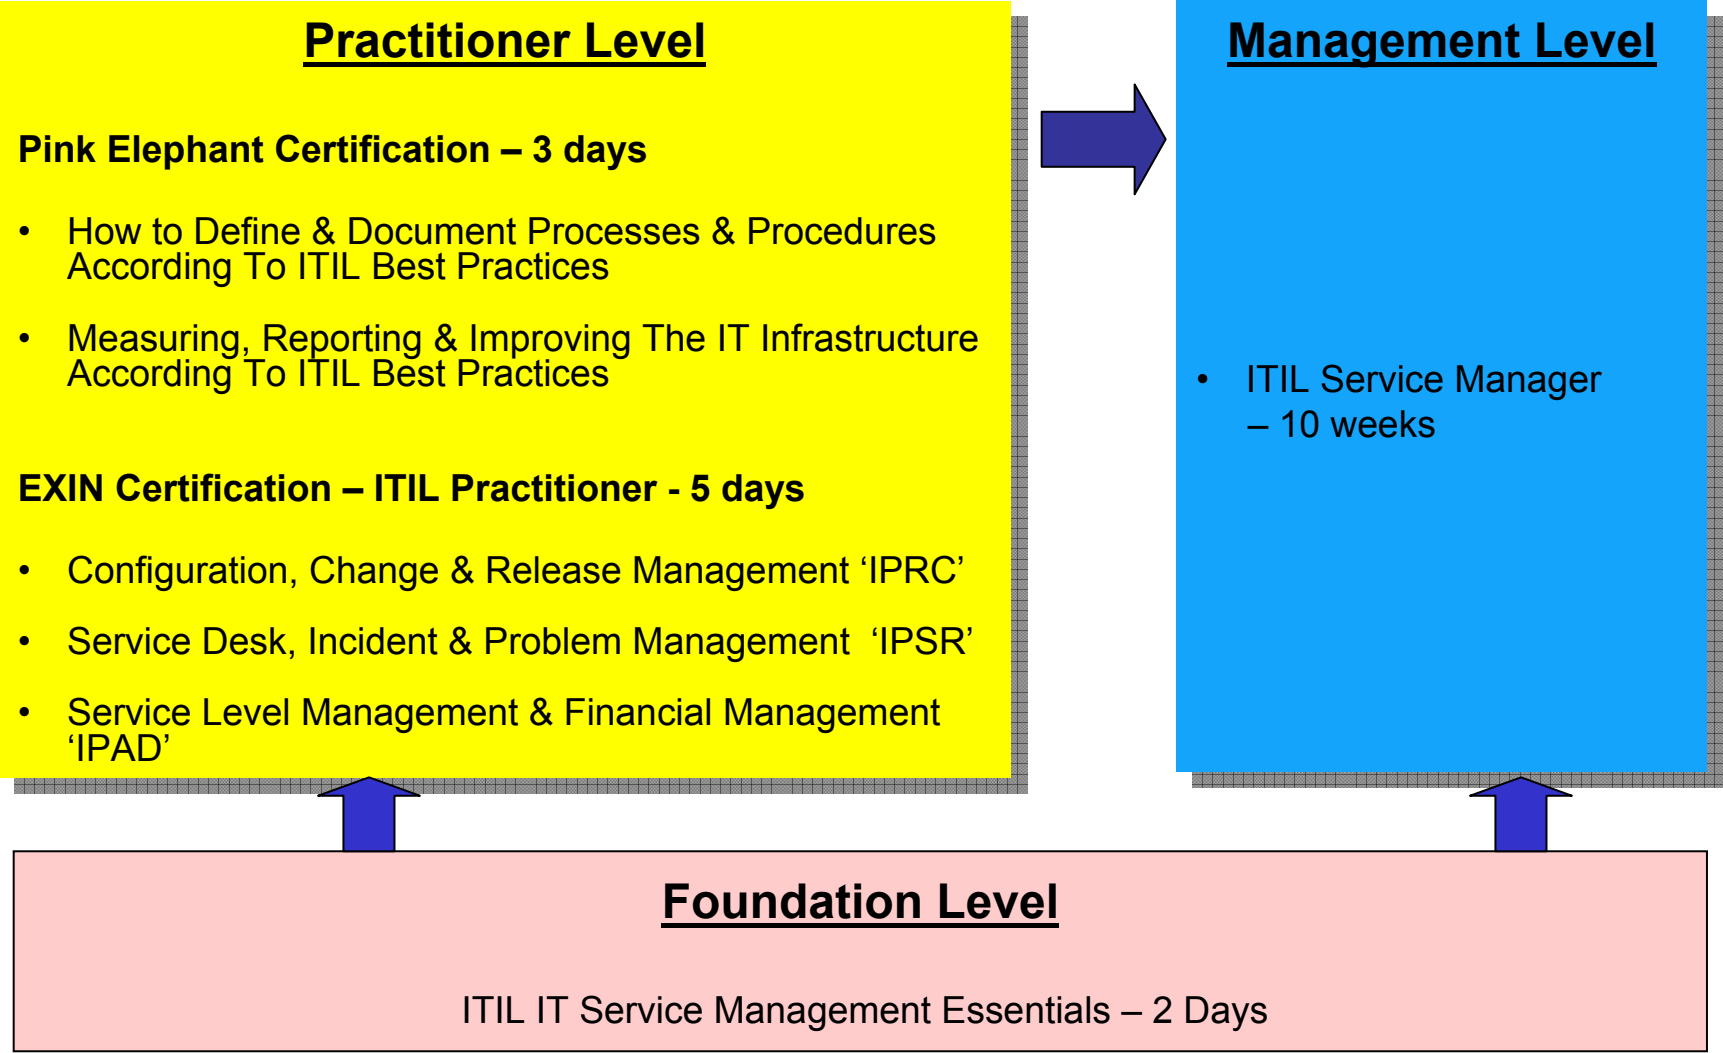 Practitioner Level
Pink Elephant Certification – 3 days
• How to Define & Document Processes & Procedures
According To ITIL Best Practices
• Measuring, Reporting & Improving The IT Infrastructure
According To ITIL Best Practices
EXIN Certification – ITIL Practitioner - 5 days
• Configuration, Change & Release Management ‘IPRC’
• Service Desk, Incident & Problem Management ‘IPSR’
• Service Level Management & Financial Management
‘IPAD’
Management Level
• ITIL Service Manager
– 10 weeks
Foundation Level
ITIL IT Service Management Essentials – 2 Days